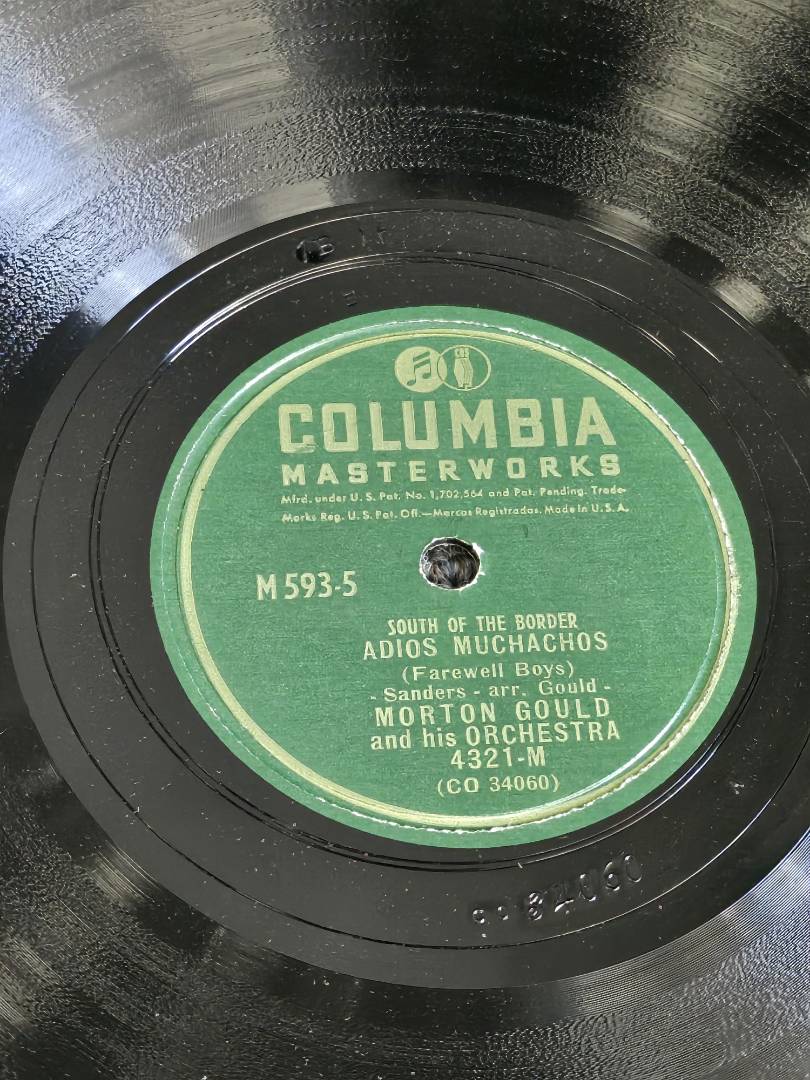 CBS
COLUMBIA
MASTERWORKS
Mfrd. under U.S. Pat. No. 1,702,564 and Pat. Pending. Trade-
Marks Reg. U.S. Pat. Off.—Marcas Registradas. Made in U.S.A.
M 593-5
SOUTH OF THE BORDER
ADIOS MUCHACHOS
(Farewell Boys)
- Sanders - arr. Gould -
MORTON GOULD
and his ORCHESTRA
4321-M
(CO 34060)